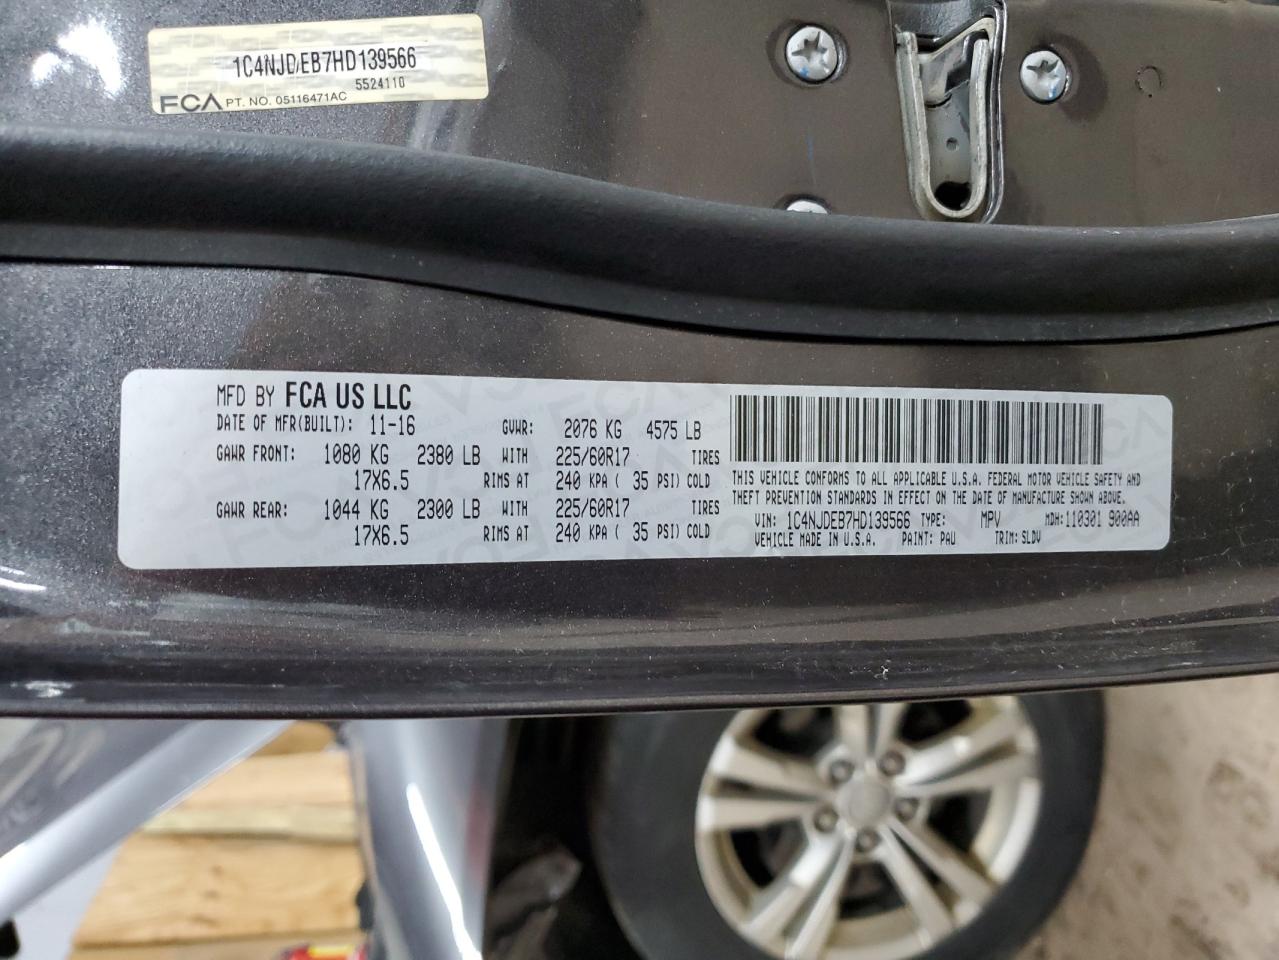 1C4NJDEB7HD139566
5524110
FCA PT. NO. 05116471AC
MFD BY FCA US LLC
DATE OF MFR(BUILT): 11-16 GVWR: 2076 KG 4575 LB
GAWR FRONT: 1080 KG 2380 LB WITH 225/60R17 TIRES
17X6.5 RIMS AT 240 KPA ( 35 PSI) COLD
GAWR REAR: 1044 KG 2300 LB WITH 225/60R17 TIRES
17X6.5 RIMS AT 240 KPA ( 35 PSI) COLD
THIS VEHICLE CONFORMS TO ALL APPLICABLE U.S.A. FEDERAL MOTOR VEHICLE SAFETY AND
THEFT PREVENTION STANDARDS IN EFFECT ON THE DATE OF MANUFACTURE SHOWN ABOVE.
VIN: 1C4NJDEB7HD139566 TYPE: MPV MDH: 110301 900AA
VEHICLE MADE IN U.S.A. PAINT: PAU TRIM: SLDV